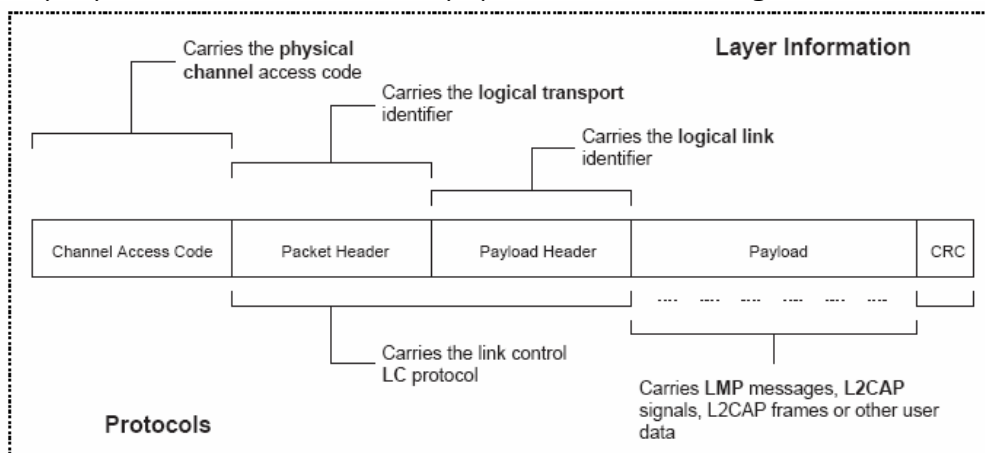 Carries the physical
channel access code
Layer Information
Carries the logical transport
identifier
Carries the logical link
identifier
Channel Access Code
Packet Header
Payload Header
Payload
CRC
Carries the link control
LC protocol
Carries LMP messages, L2CAP
signals, L2CAP frames or other user
data
Protocols